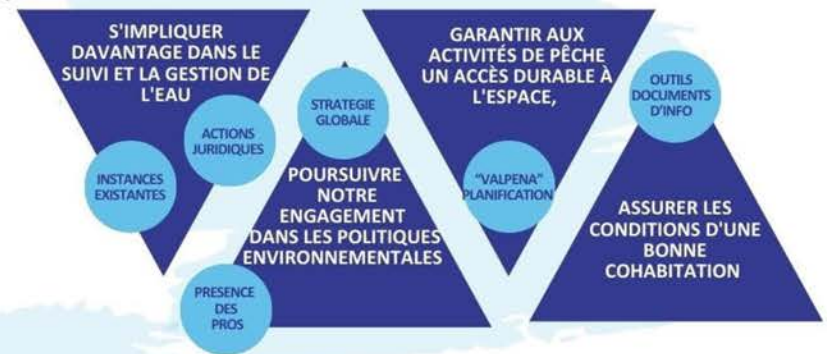 S'IMPLIQUER
DAVANTAGE DANS LE
SUIVI ET LA GESTION DE
L'EAU
ACTIONS
JURIDIQUES
INSTANCES
EXISTANTES
STRATEGIE
GLOBALE
POURSUIVRE
NOTRE
ENGAGEMENT
DANS LES POLITIQUES
ENVIRONNEMENTALES
PRESENCE
DES
PROS
GARANTIR AUX
ACTIVITÉS DE PÊCHE
UN ACCÈS DURABLE À
L'ESPACE,
"VALPENA"
PLANIFICATION
OUTILS
DOCUMENTS
D'INFO
ASSURER LES
CONDITIONS D'UNE
BONNE
COHABITATION